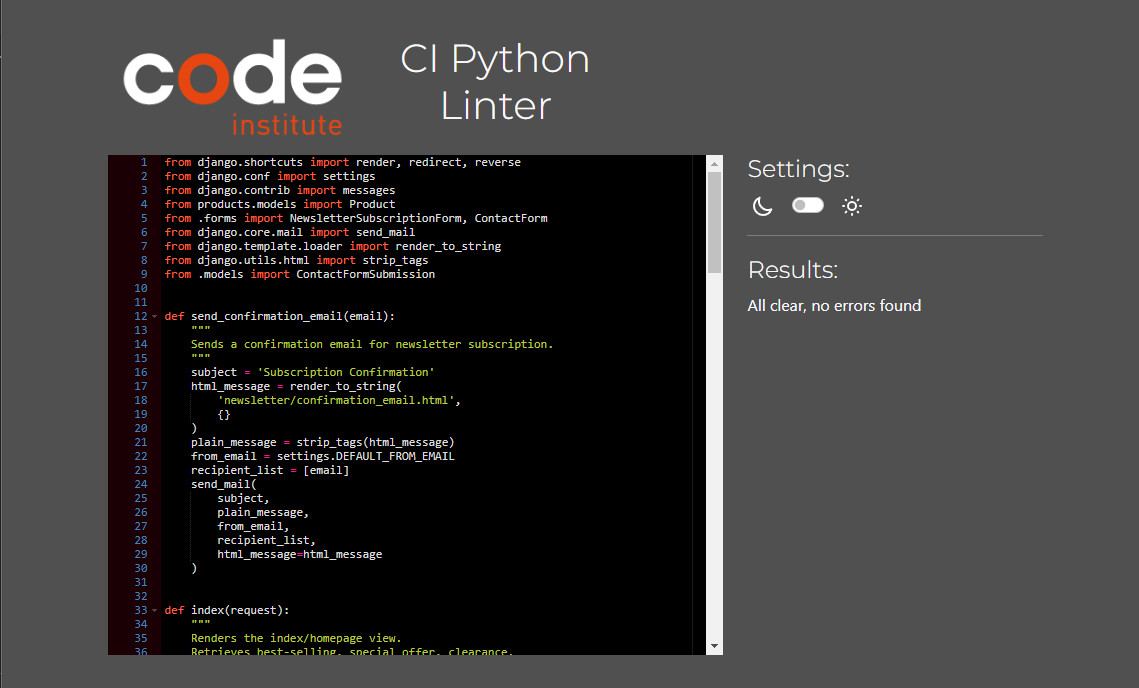 code
institute
CI Python
Linter
1 from django.shortcuts import render, redirect, reverse
2 from django.conf import settings
3 from django.contrib import messages
4 from products.models import Product
5 from .forms import NewsletterSubscriptionForm, ContactForm
6 from django.core.mail import send_mail
7 from django.template.loader import render_to_string
8 from django.utils.html import strip_tags
9 from .models import ContactFormSubmission
10
11
12 def send_confirmation_email(email):
13     """
14     Sends a confirmation email for newsletter subscription.
15     """
16     subject = 'Subscription Confirmation'
17     html_message = render_to_string(
18         'newsletter/confirmation_email.html',
19         {}
20     )
21     plain_message = strip_tags(html_message)
22     from_email = settings.DEFAULT_FROM_EMAIL
23     recipient_list = [email]
24     send_mail(
25         subject,
26         plain_message,
27         from_email,
28         recipient_list,
29         html_message=html_message
30     )
31
32
33 def index(request):
34     """
35     Renders the index/homepage view.
36     Retrieves best-selling, special offer, clearance,
Settings:
Results:
All clear, no errors found